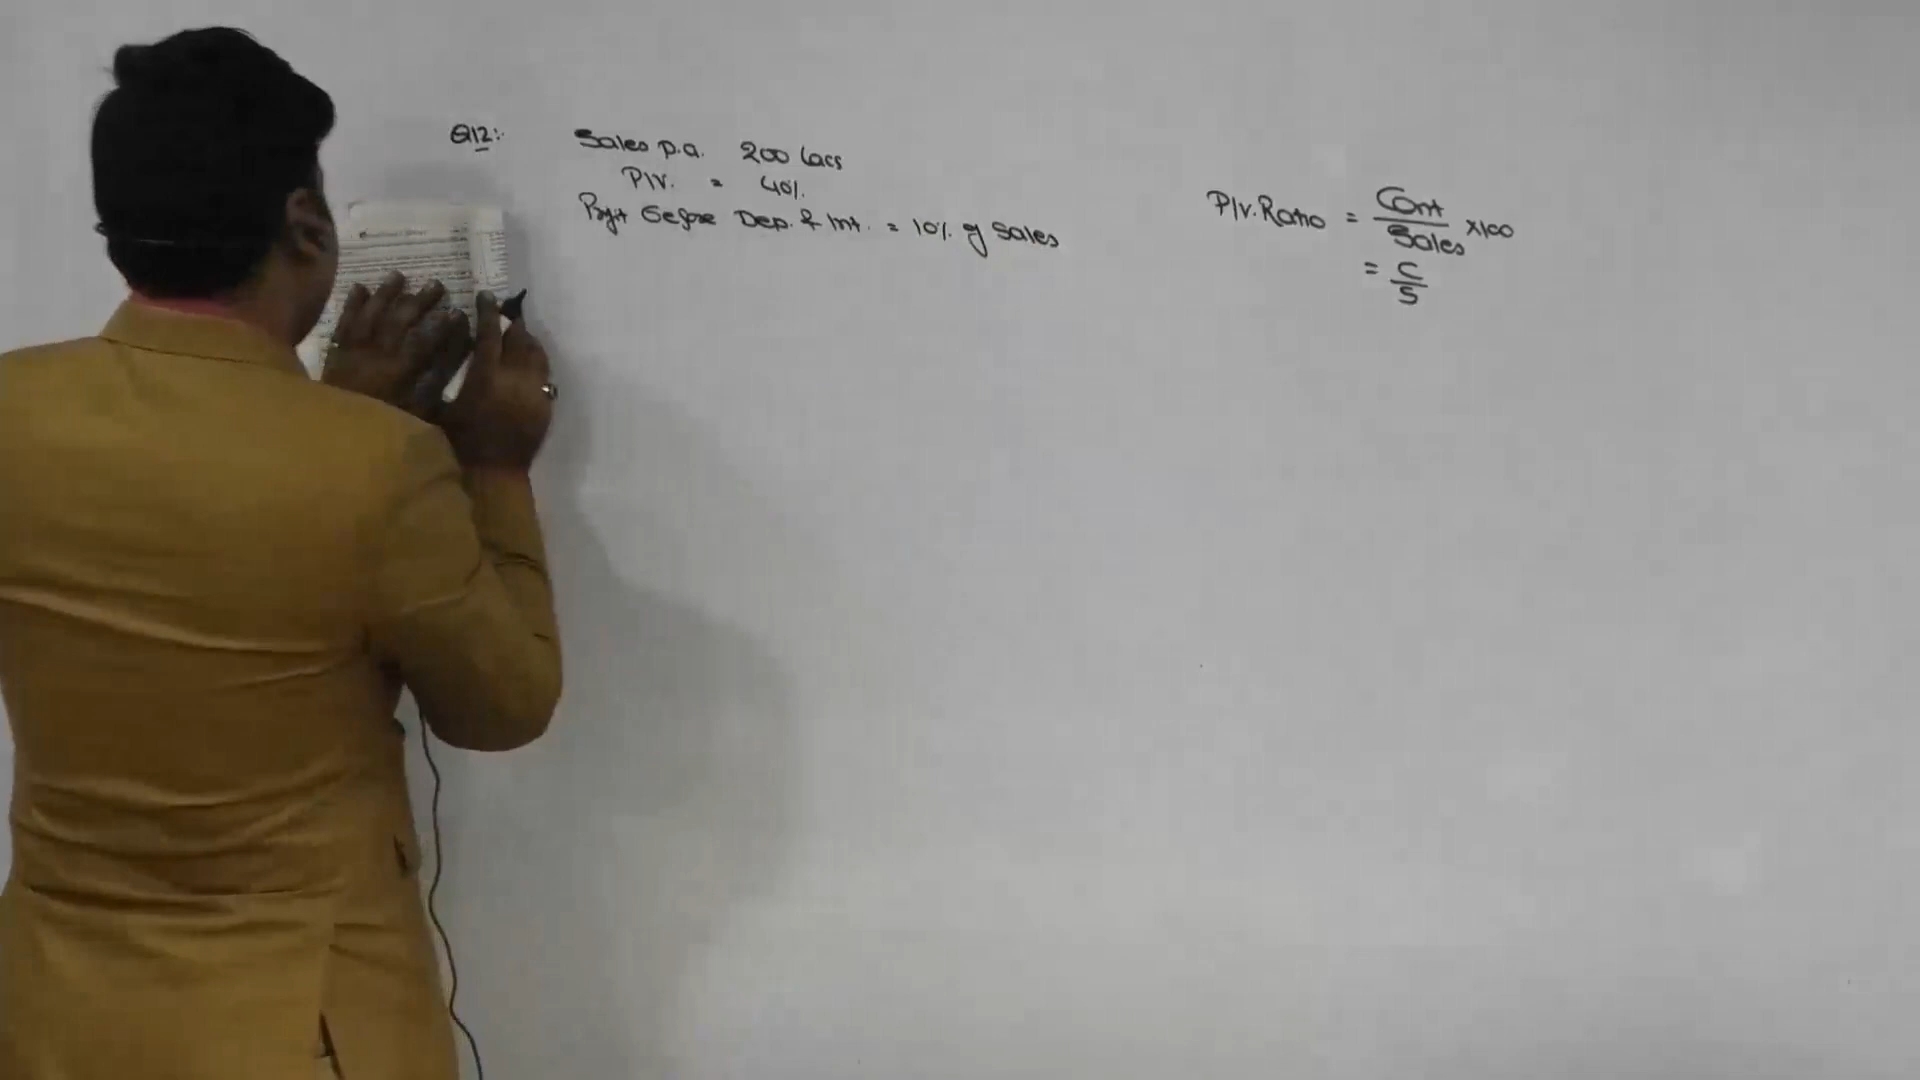 Q12:-
Sales p.a. 200 lacs
P/V. = 40%.
Profit Before Dep. & Int. = 10% of Sales
P/V. Ratio = Cont / Sales ×100
= C / S